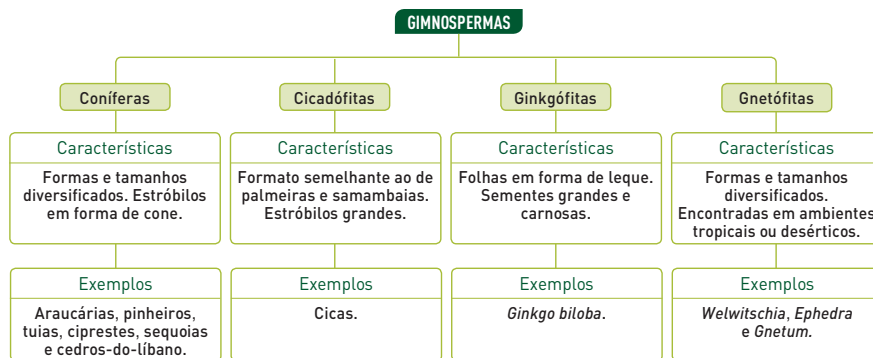 GIMNOSPERMAS
Coníferas
Cicadófitas
Ginkgófitas
Gnetófitas
Características
Formas e tamanhos
diversificados. Estróbilos
em forma de cone.
Características
Formato semelhante ao de
palmeiras e samambaias.
Estróbilos grandes.
Características
Folhas em forma de leque.
Sementes grandes e
carnosas.
Características
Formas e tamanhos
diversificados.
Encontradas em ambientes
tropicais ou desérticos.
Exemplos
Araucárias, pinheiros,
tuias, ciprestes, sequoias
e cedros-do-líbano.
Exemplos
Cicas.
Exemplos
Ginkgo biloba.
Exemplos
Welwitschia, Ephedra
e Gnetum.